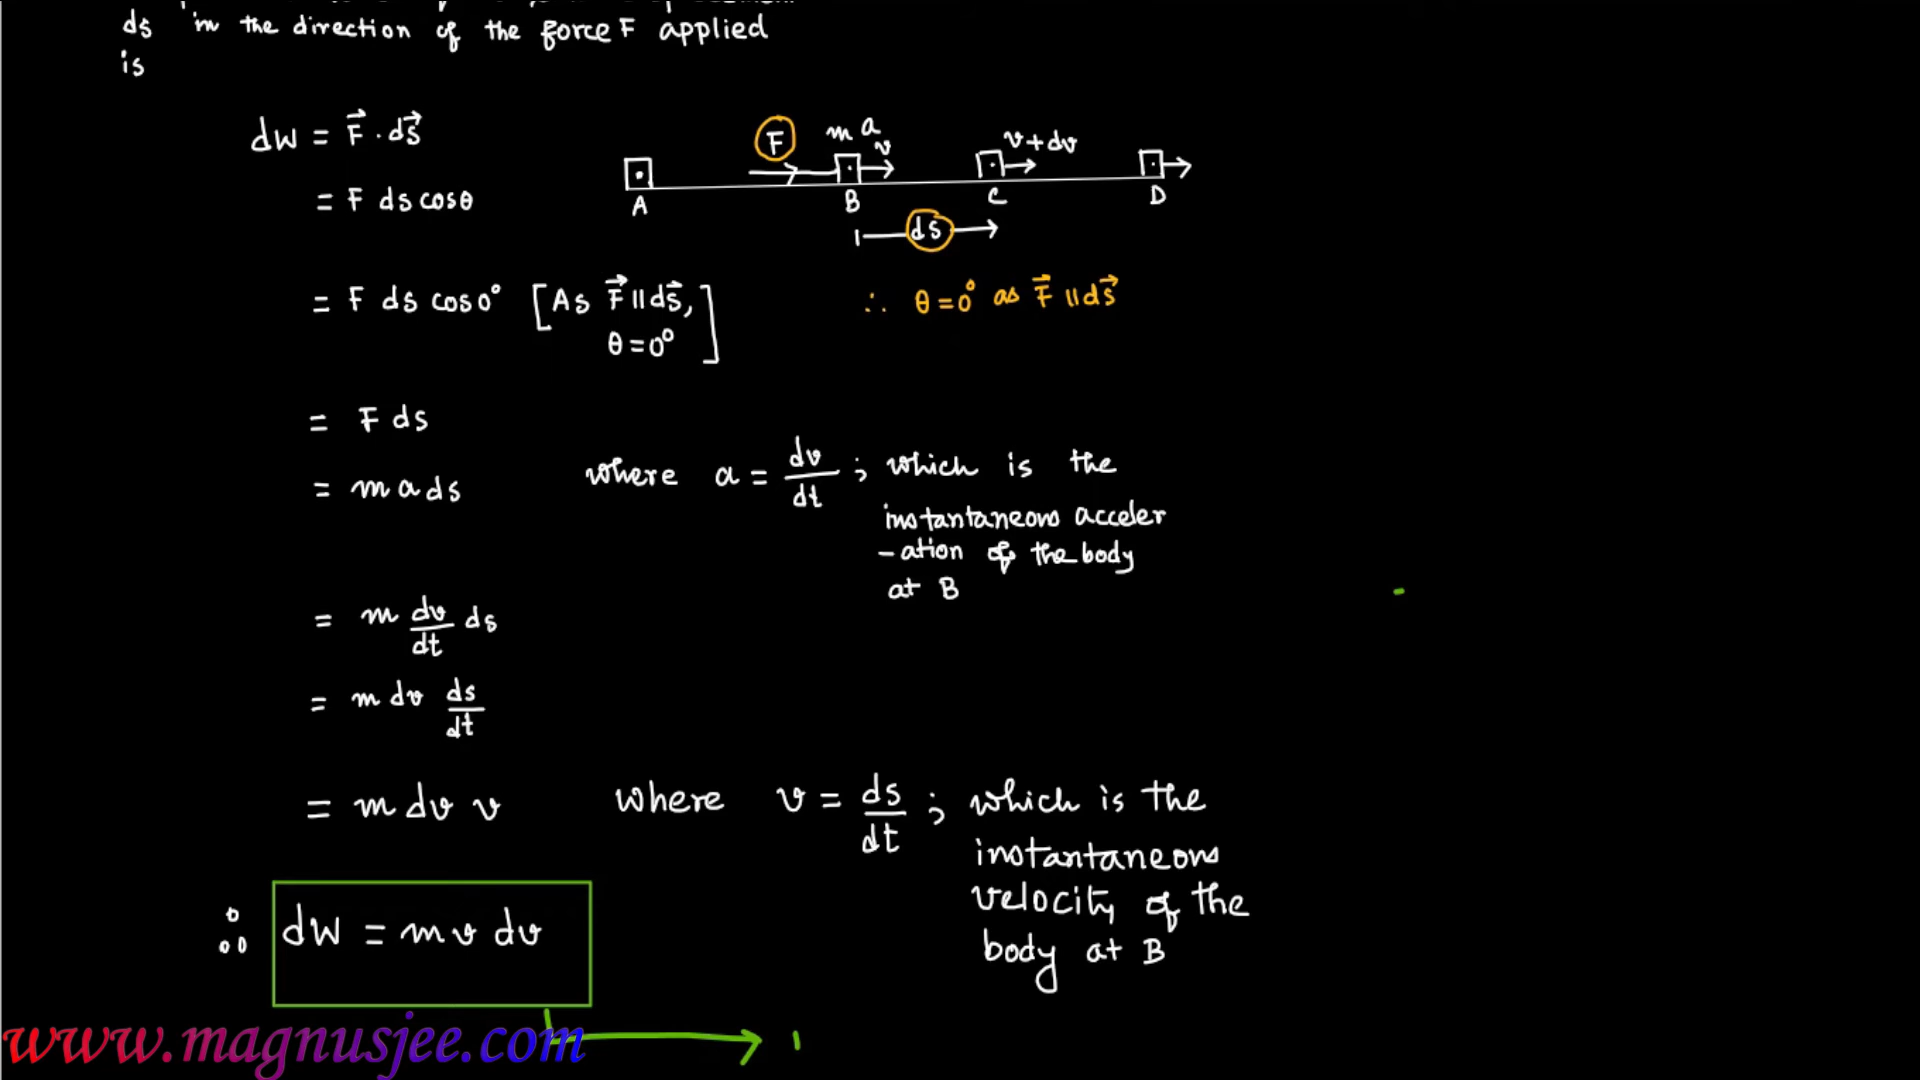 ds in the direction of the force F applied
is
dW = F⃗ · ds⃗
= F ds cosθ
F m a v v+dv
A B C D
ds
= F ds cos0° [As F⃗ || ds⃗,
θ = 0°]
∴ θ = 0° as F⃗ || ds⃗
= F ds
= m a ds where a = dv/dt ; which is the
instantaneous acceler
-ation of the body
at B
= m dv/dt ds
= m dv ds/dt
= m dv v where v = ds/dt ; which is the
instantaneous
velocity of the
body at B
∴ dW = m v dv
www.magnusjee.com